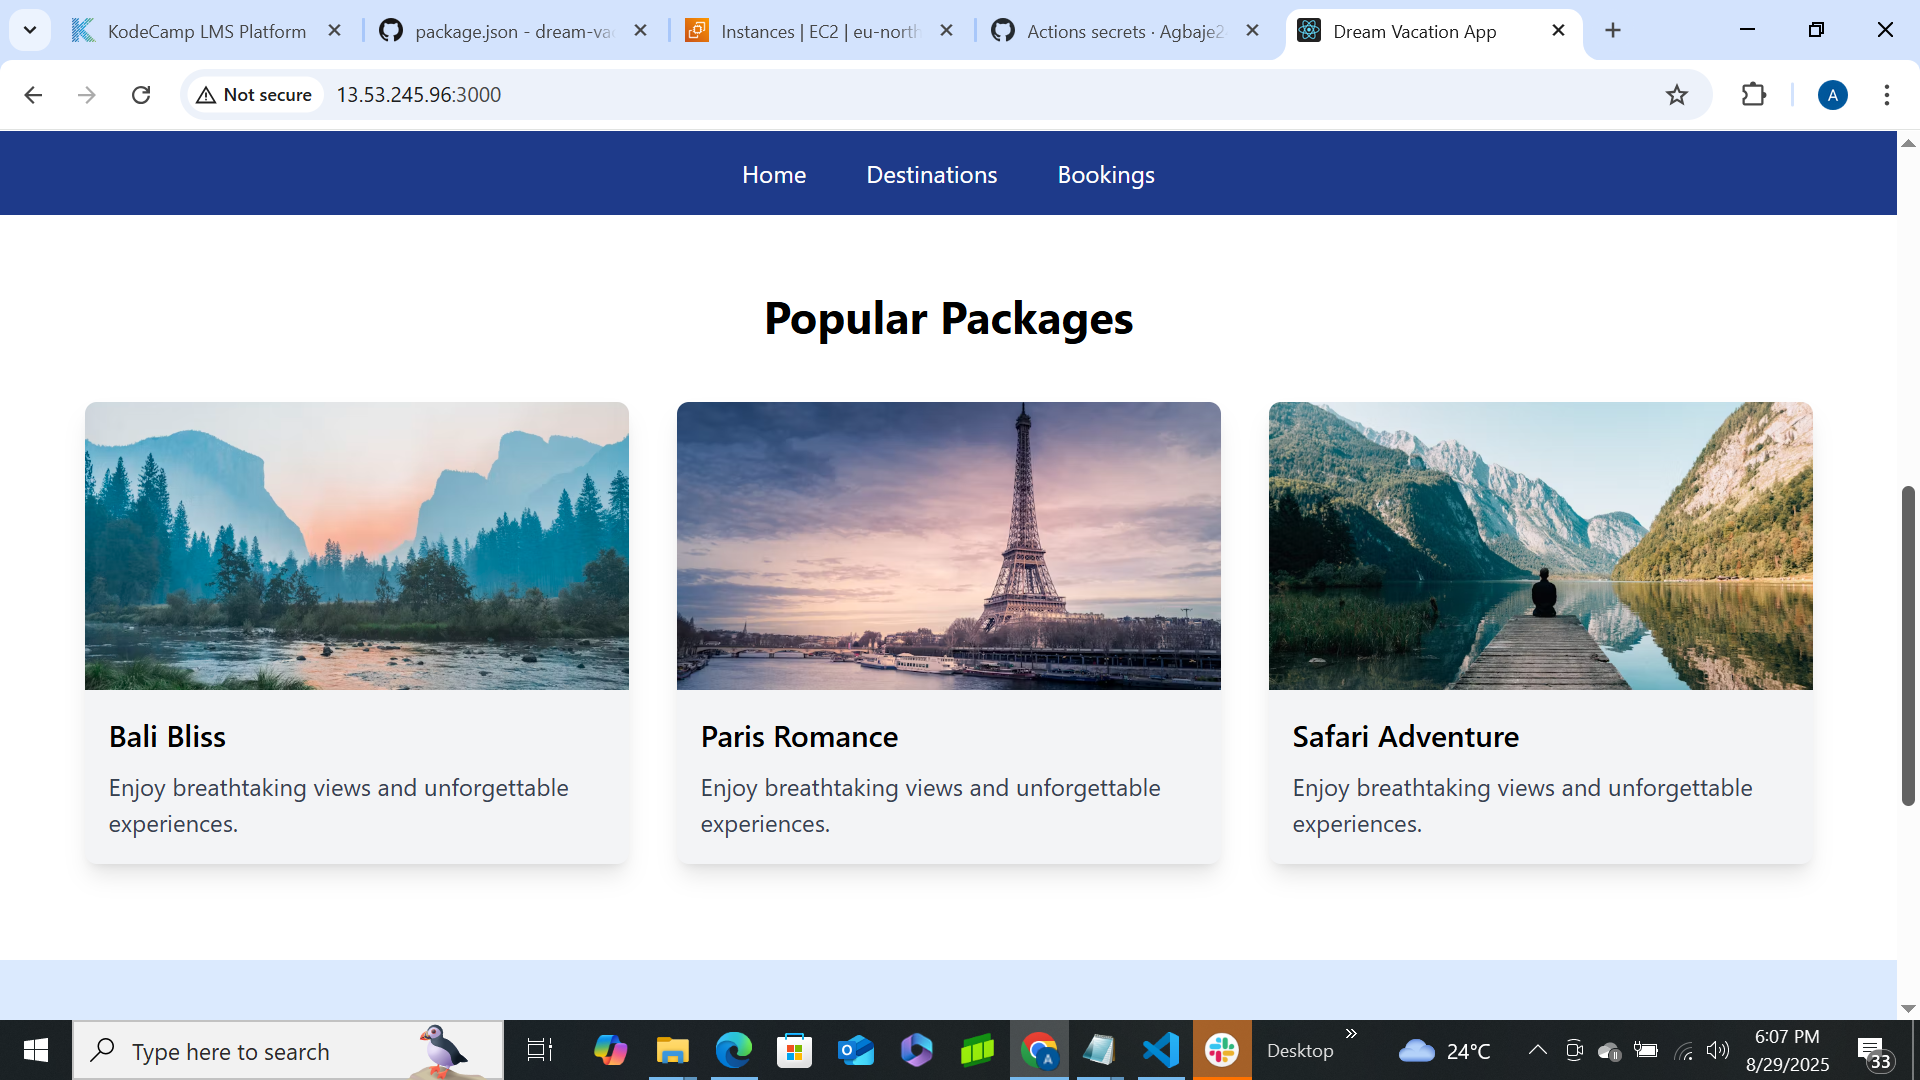 KodeCamp LMS Platform
package.json - dream-vac
Instances | EC2 | eu-north
Actions secrets · Agbaje2
Dream Vacation App
Not secure
13.53.245.96:3000
A
Home
Destinations
Bookings
Popular Packages
Bali Bliss
Enjoy breathtaking views and unforgettable
experiences.
Paris Romance
Enjoy breathtaking views and unforgettable
experiences.
Safari Adventure
Enjoy breathtaking views and unforgettable
experiences.
Type here to search
A
Desktop
24°C
6:07 PM
8/29/2025
33